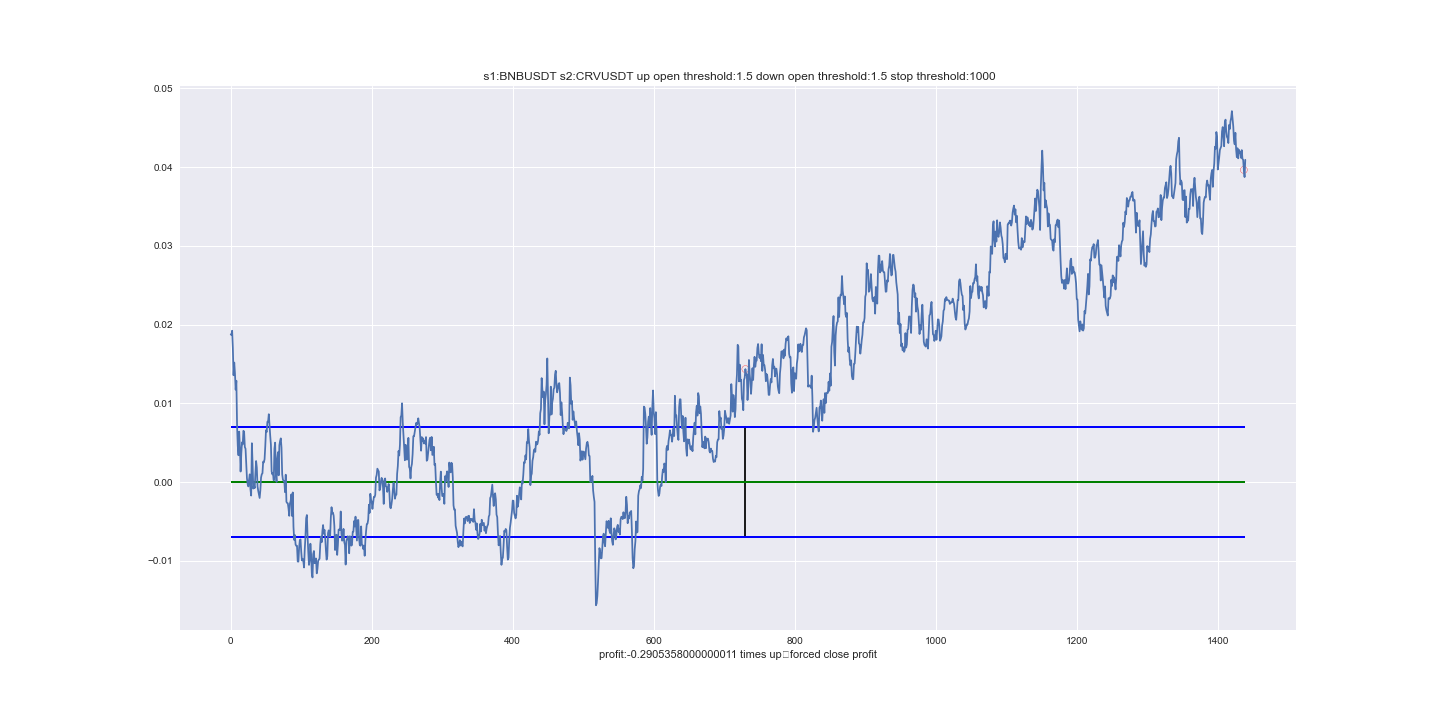 s1:BNBUSDT s2:CRVUSDT up open threshold:1.5 down open threshold:1.5 stop threshold:1000
0.05
0.04
0.03
0.02
0.01
0.00
−0.01
0 200 400 600 800 1000 1200 1400
profit:-0.2905358000000011 times up□forced close profit